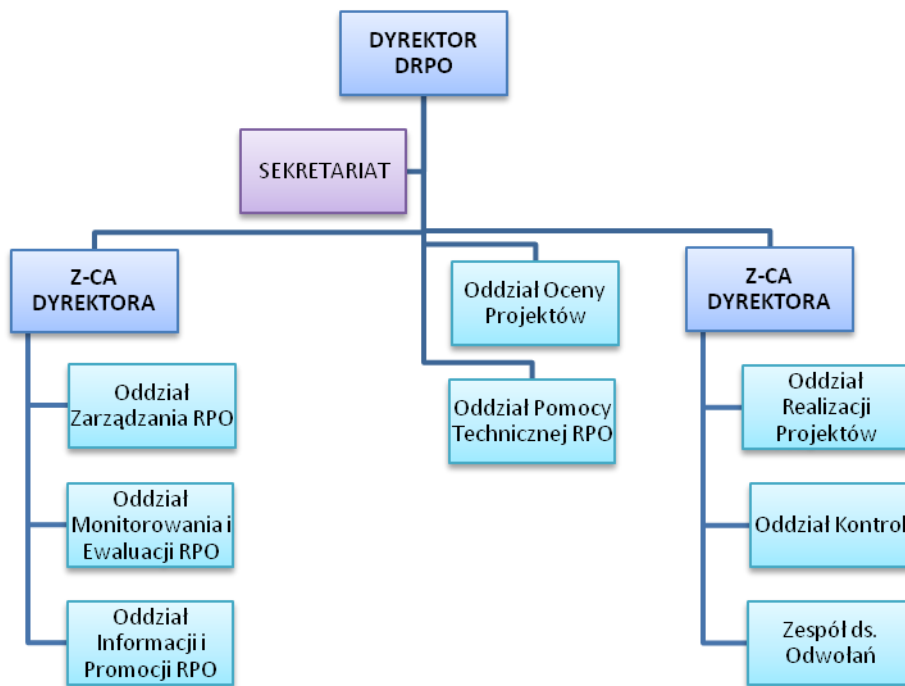 DYREKTOR
DRPO
SEKRETARIAT
Z-CA
DYREKTORA
Oddział Oceny
Projektów
Z-CA
DYREKTORA
Oddział
Zarządzania RPO
Oddział Pomocy
Technicznej RPO
Oddział
Realizacji
Projektów
Oddział
Monitorowania i
Ewaluacji RPO
Oddział Kontrol
Oddział
Informacji i
Promocji RPO
Zespół ds.
Odwołań